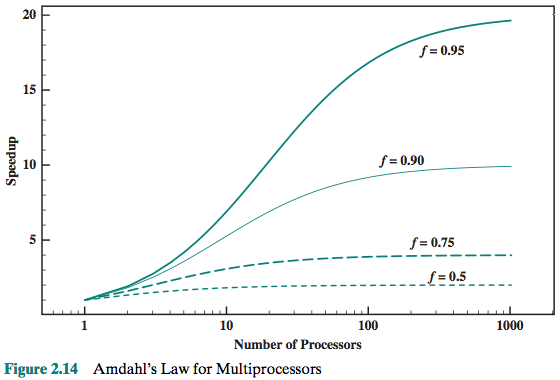 20
f = 0.95
15
Speedup
10
f = 0.90
5
f = 0.75
f = 0.5
1 10 100 1000
Number of Processors
Figure 2.14 Amdahl's Law for Multiprocessors